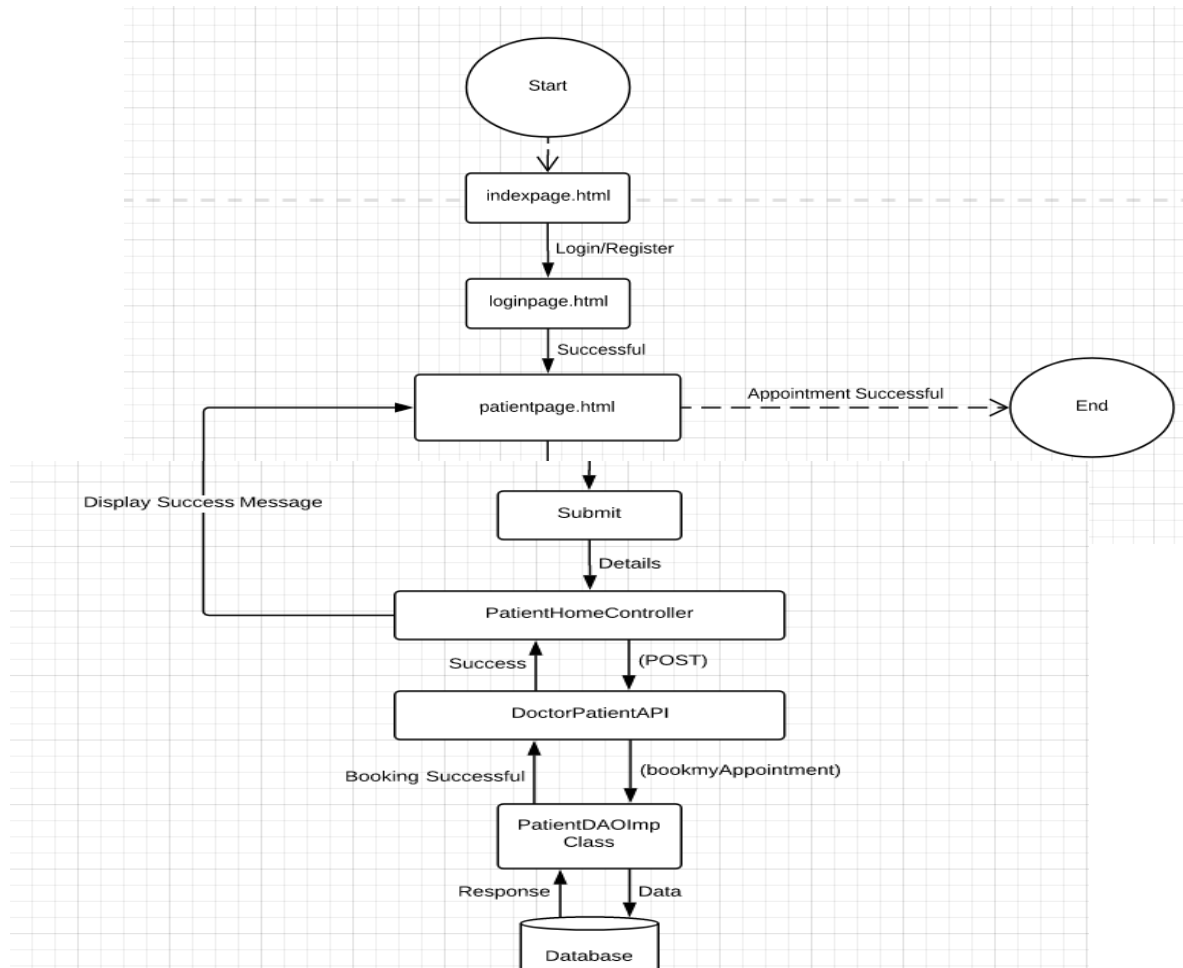 Start
indexpage.html
Login/Register
loginpage.html
Successful
patientpage.html
Appointment Successful
End
Display Success Message
Submit
Details
PatientHomeController
Success
(POST)
DoctorPatientAPI
Booking Successful
(bookmyAppointment)
PatientDAOImp
Class
Response
Data
Database